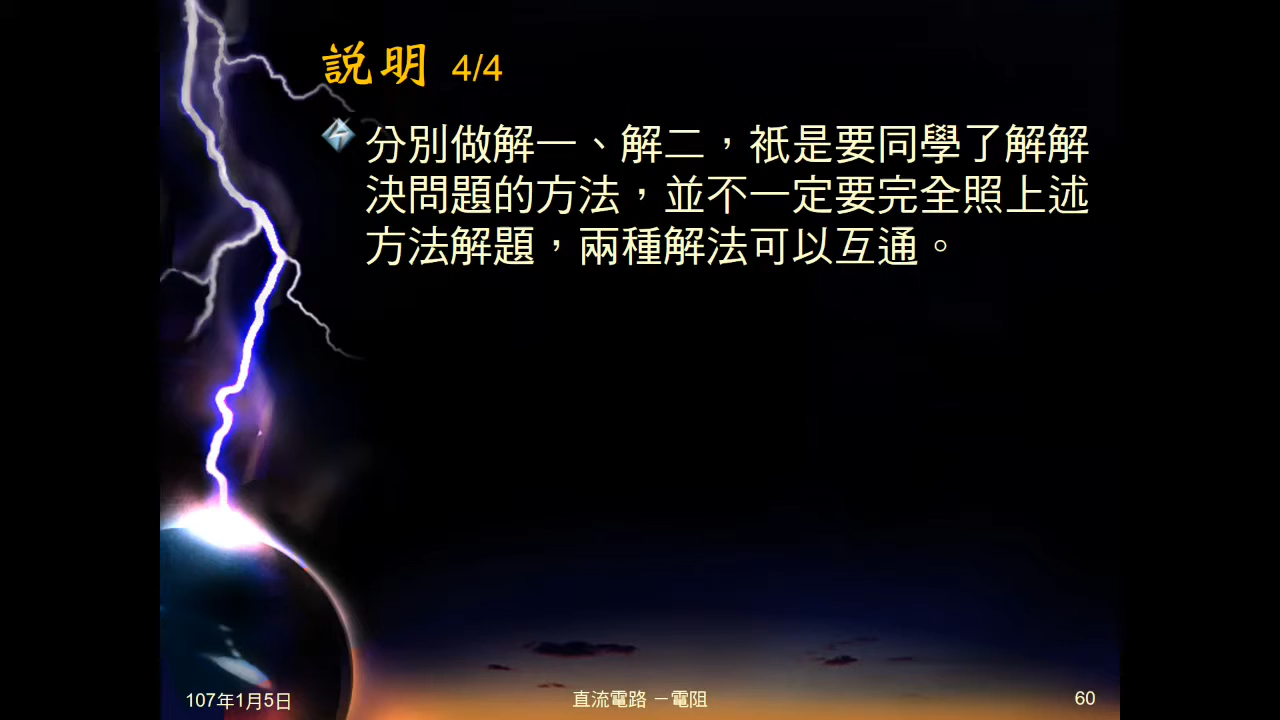 說明 4/4
分別做解一、解二，祇是要同學了解解
決問題的方法，並不一定要完全照上述
方法解題，兩種解法可以互通。
107年1月5日
直流電路 －電阻
60